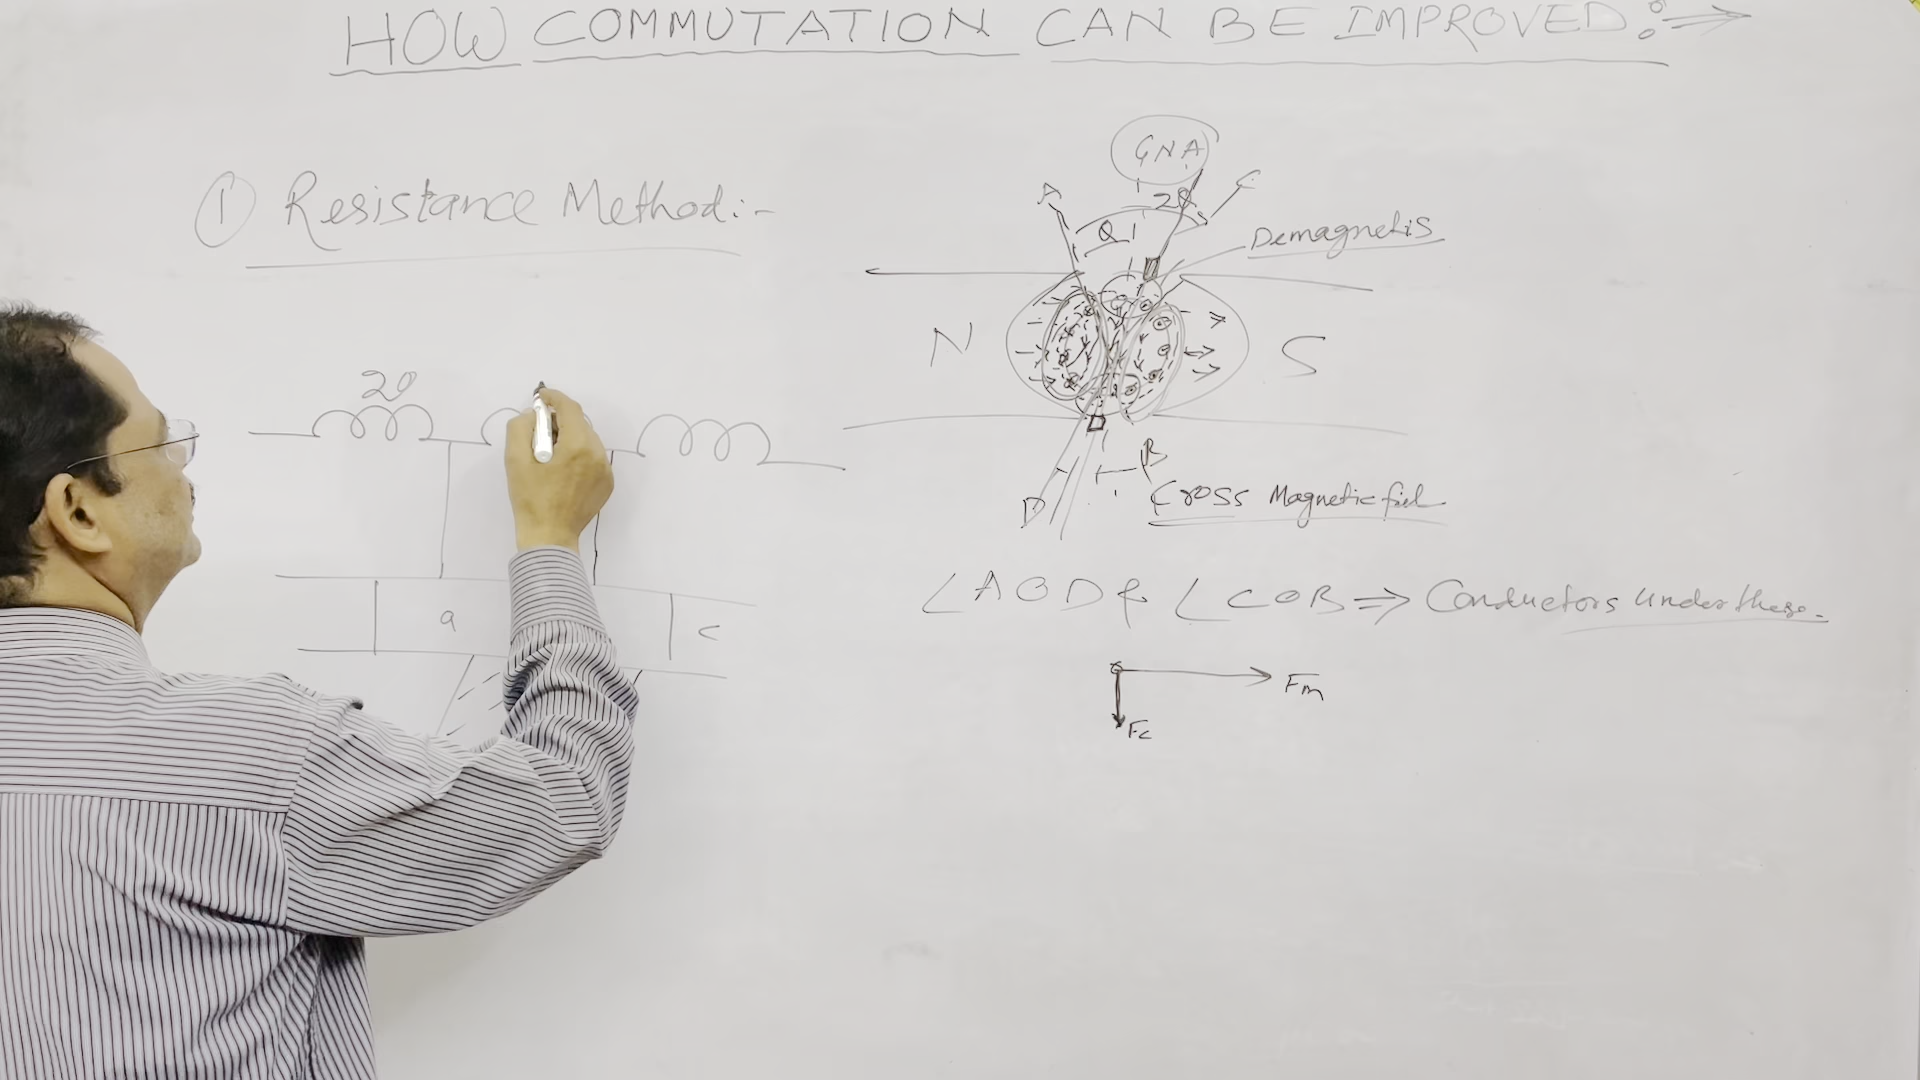 HOW COMMUTATION CAN BE IMPROVED:⇒
① Resistance Method:-
GNA
A
2θ
C
θ
Demagnetis
N
S
B
D
Cross Magnetic fiel
20
a
C
∠AOD & ∠COB ⇒ Conductors under these-
Fm
Fc